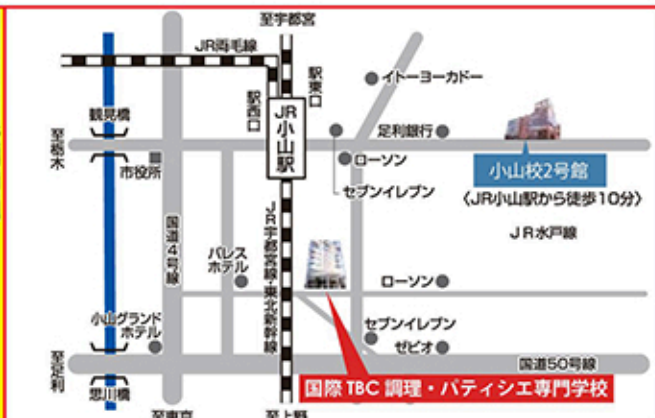 至宇都宮
JR両毛線
駅東口
イトーヨーカドー
駅西口
JR小山駅
観晃橋
足利銀行
至栃木
市役所
ローソン
小山校2号館
セブンイレブン
〈JR小山駅から徒歩10分〉
国道4号線
JR宇都宮線・東北新幹線
JR水戸線
パレス
ホテル
ローソン
小山グランド
ホテル
セブンイレブン
ゼビオ
至足利
国道50号線
思川橋
国際TBC調理・パティシエ専門学校
至東京
至上野